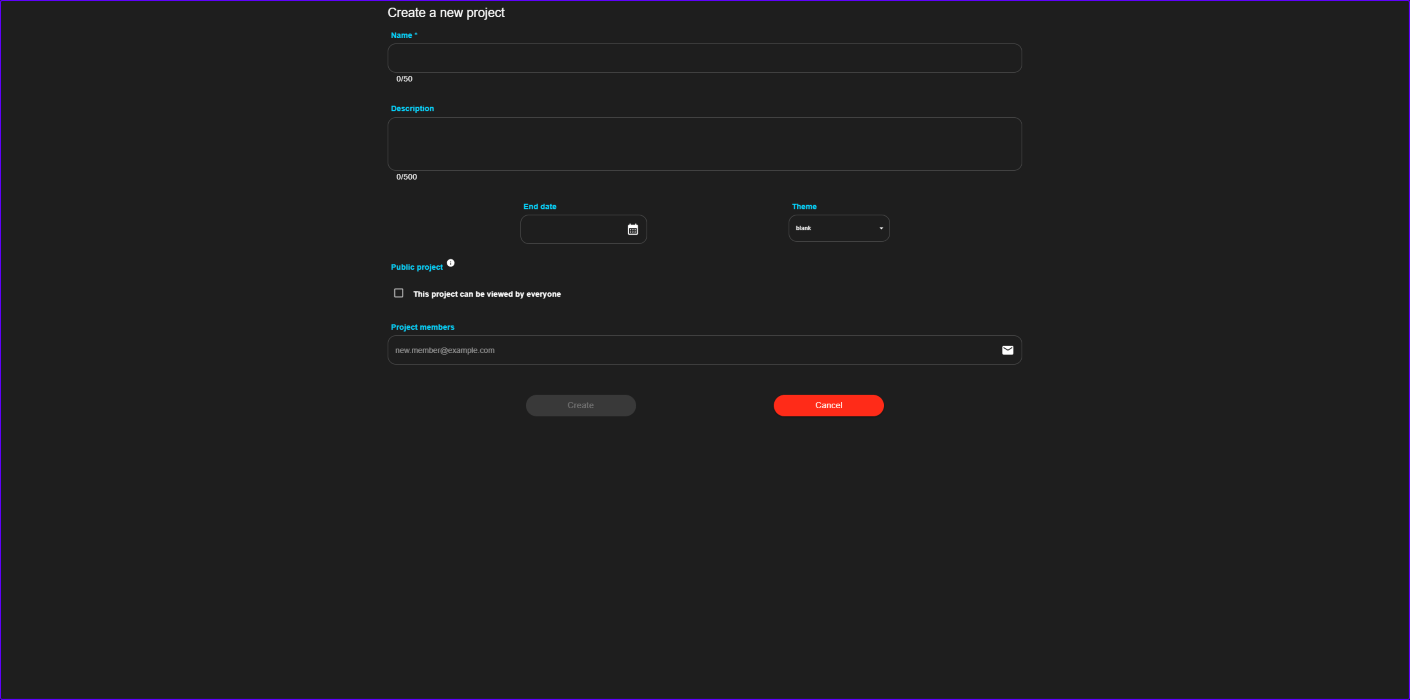 Create a new project
Name *
0/50
Description
0/500
End date
Theme
blank
Public project
This project can be viewed by everyone
Project members
new.member@example.com
Create
Cancel